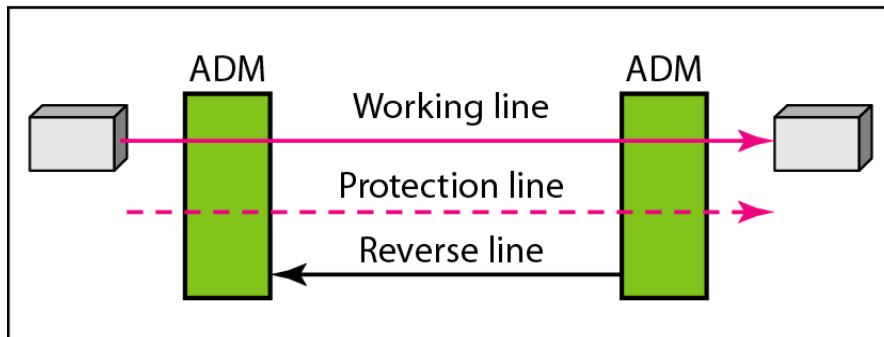 ADM
ADM
Working line
Protection line
Reverse line